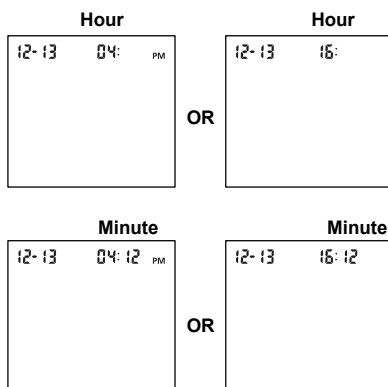 Hour Hour
12-13 04: PM 12-13 16:
OR
Minute Minute
12-13 04:12 PM 12-13 16:12
OR